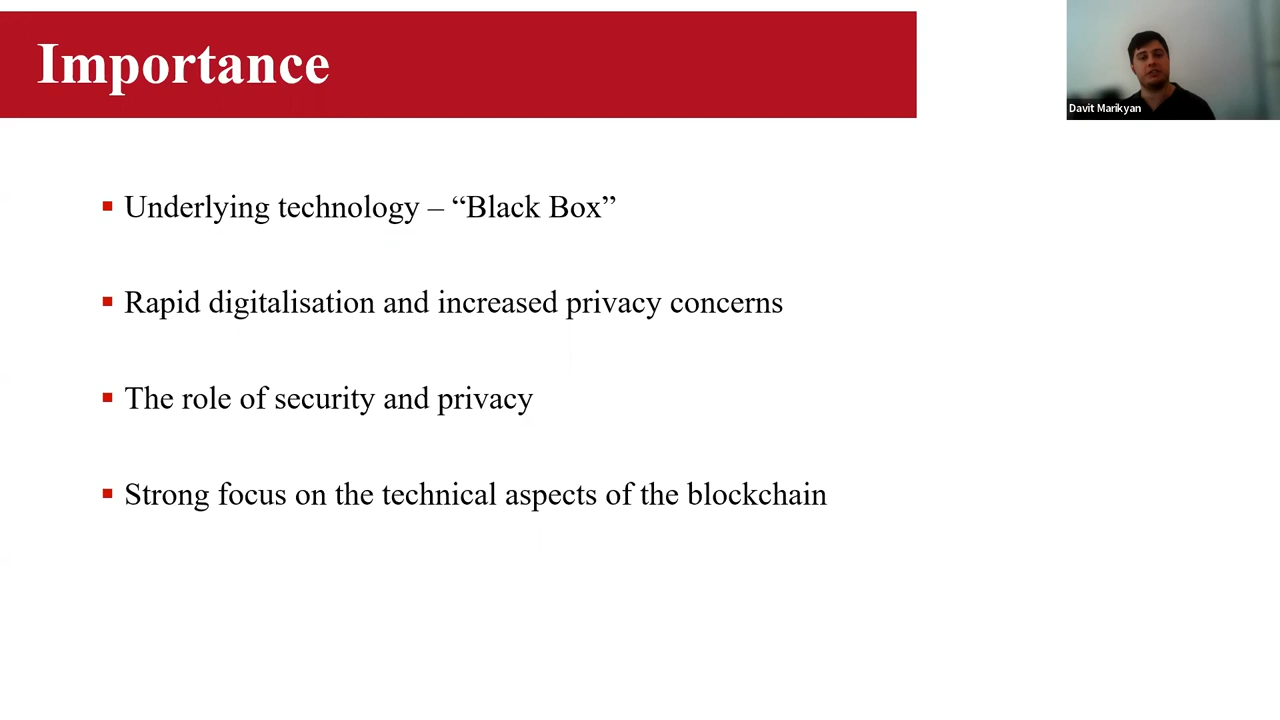 Importance
Davit Marikyan
Underlying technology – “Black Box”
Rapid digitalisation and increased privacy concerns
The role of security and privacy
Strong focus on the technical aspects of the blockchain